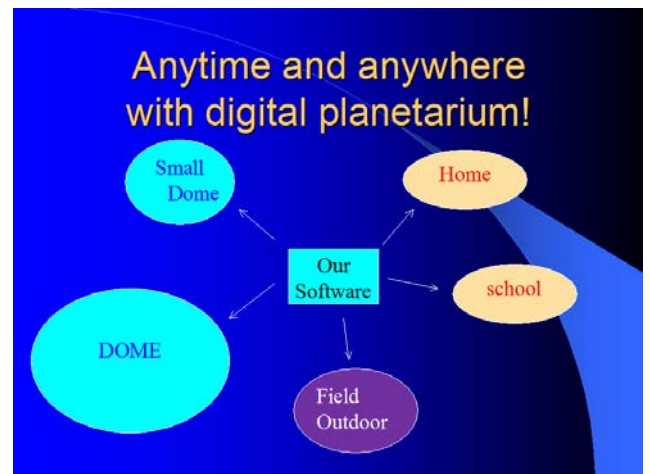 Anytime and anywhere
with digital planetarium!
Small
Dome
Home
Our
Software
school
DOME
Field
Outdoor